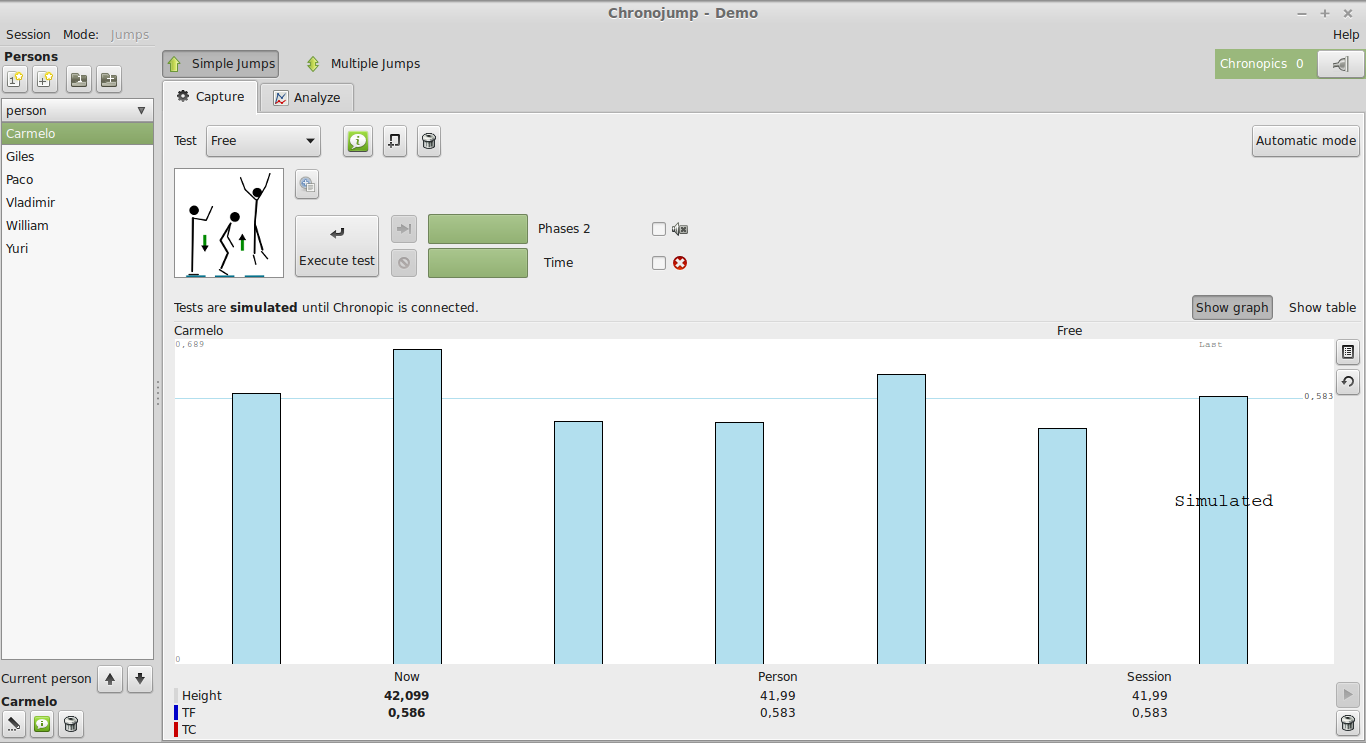 Chronojump - Demo
Session Mode: Jumps Help
Persons
Simple Jumps Multiple Jumps Chronopics 0
Capture Analyze
person
Carmelo
Giles
Paco
Vladimir
William
Yuri
Test Free Automatic mode
Execute test
Phases 2
Time
Tests are simulated until Chronopic is connected. Show graph Show table
Carmelo Free
0,689 Last
0,583
Simulated
0
Now Person Session
Height 42,099 41,99 41,99
TF 0,586 0,583 0,583
TC
Current person
Carmelo